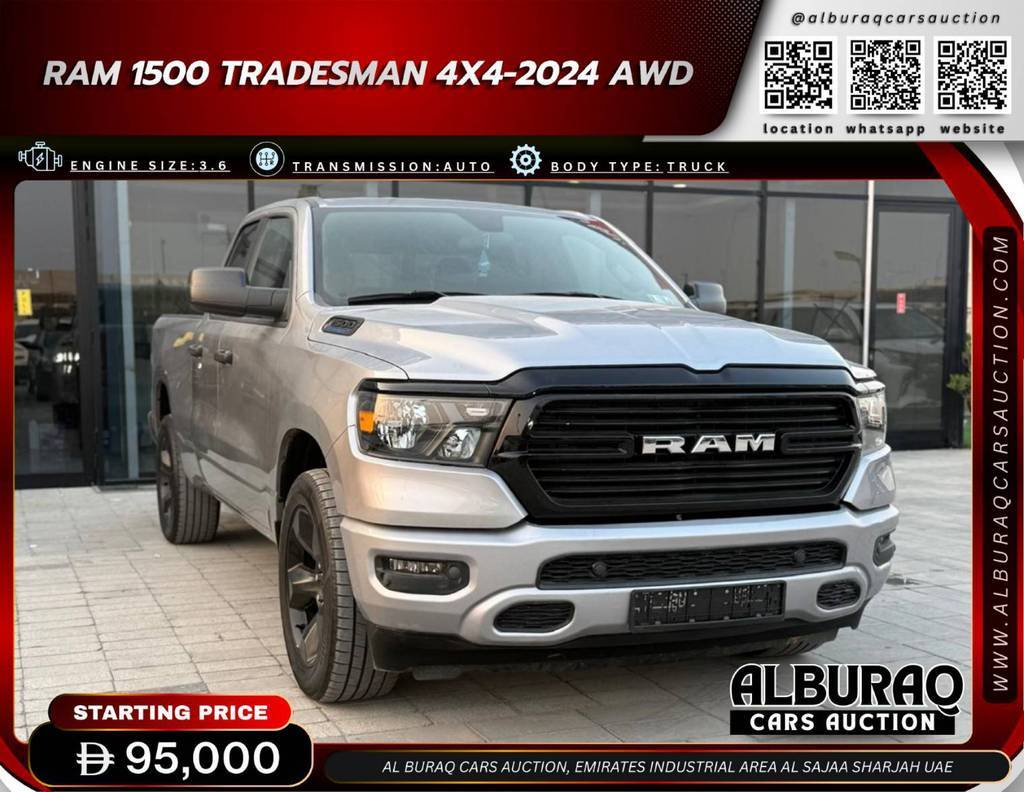 @alburaqcarsauction
RAM 1500 TRADESMAN 4X4-2024 AWD
location whatsapp website
ENGINE SIZE:3.6 TRANSMISSION:AUTO BODY TYPE: TRUCK
WWW.ALBURAQCARSAUCTION.COM
1500
RAM
ALBURAQ
CARS AUCTION
STARTING PRICE
95,000
AL BURAQ CARS AUCTION, EMIRATES INDUSTRIAL AREA AL SAJAA SHARJAH UAE